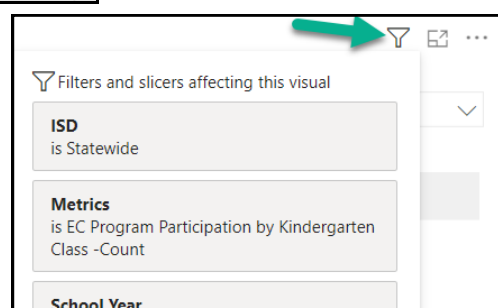 Filters and slicers affecting this visual
ISD
is Statewide
Metrics
is EC Program Participation by Kindergarten
Class -Count
School Year